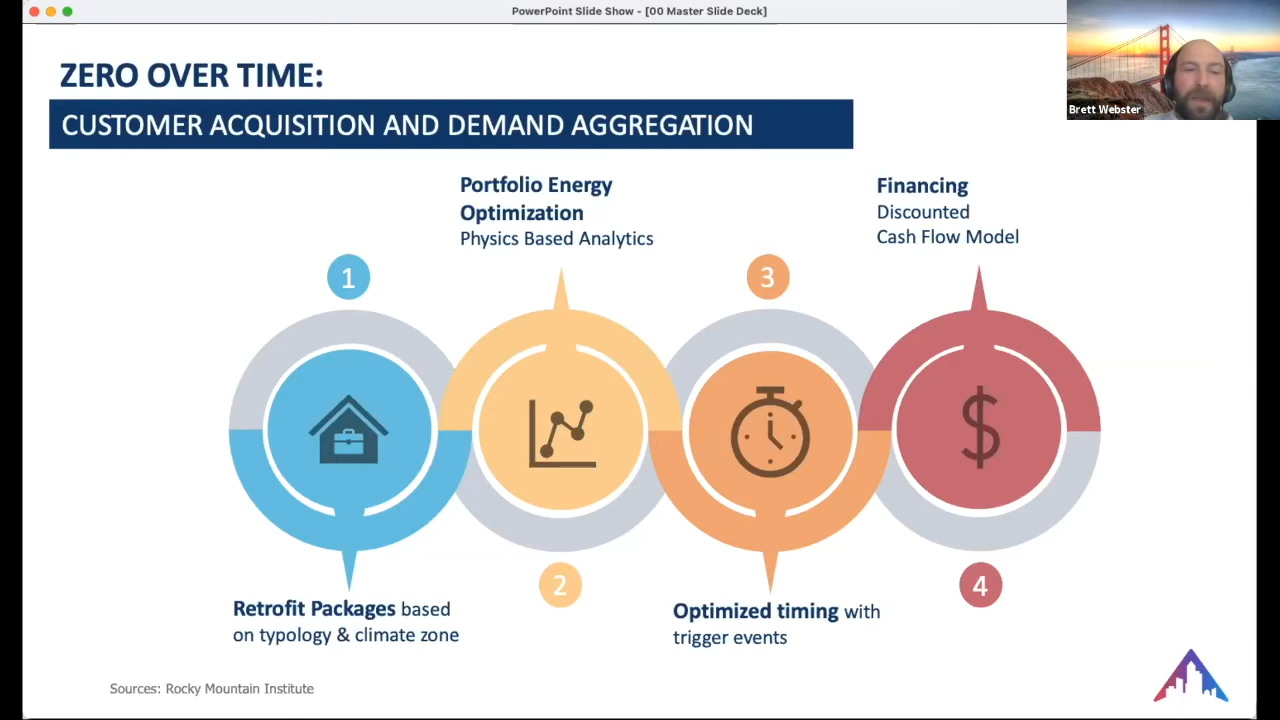 PowerPoint Slide Show - [00 Master Slide Deck]
Brett Webster
ZERO OVER TIME:
CUSTOMER ACQUISITION AND DEMAND AGGREGATION
1
Retrofit Packages based
on typology & climate zone
Portfolio Energy
Optimization
Physics Based Analytics
2
3
Optimized timing with
trigger events
Financing
Discounted
Cash Flow Model
$
4
Sources: Rocky Mountain Institute